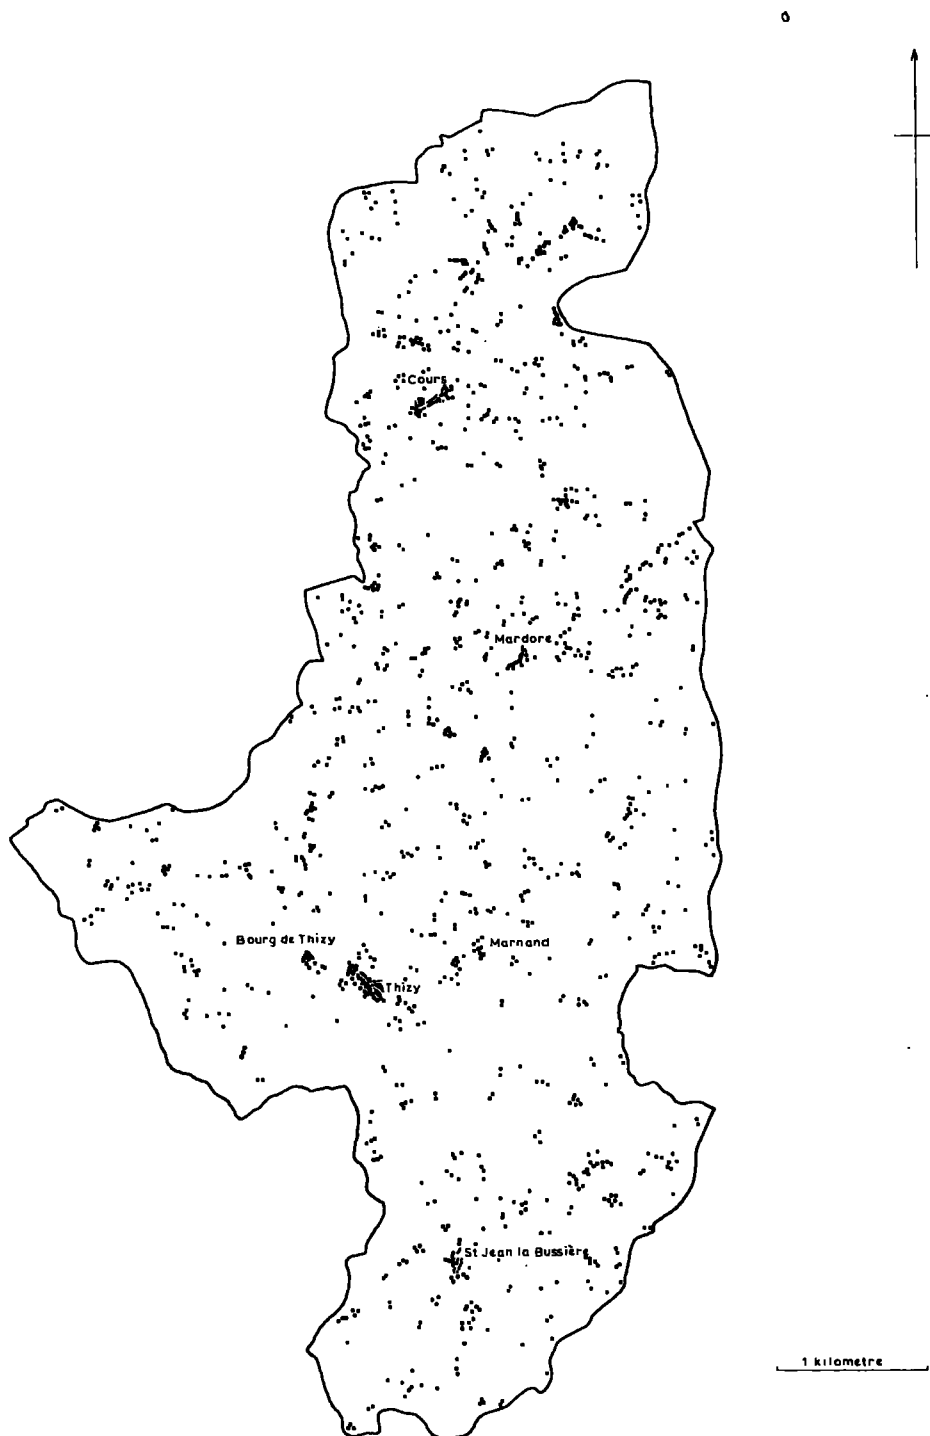 Cours
Mardore
Bourg de Thizy
Marnand
Thizy
St Jean la Bussière
1 kilometre